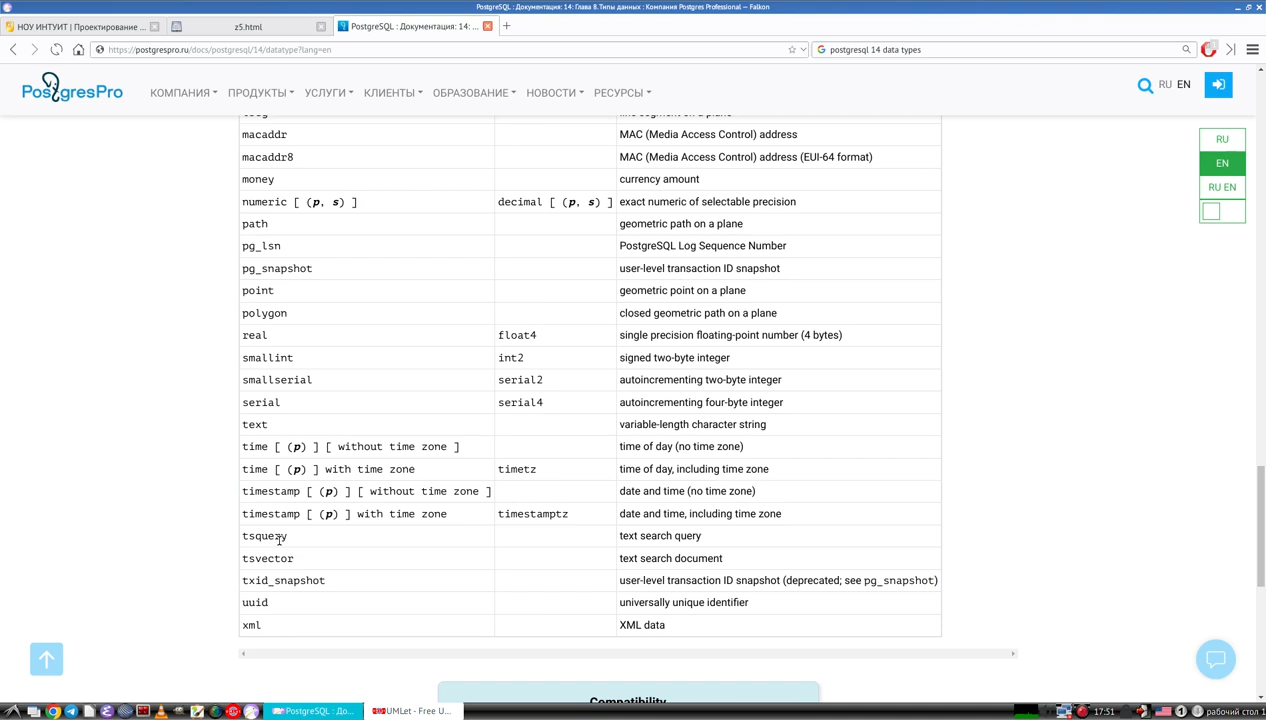 PostgreSQL : Документация: 14: Глава 8. Типы данных : Компания Postgres Professional — Falkon
НОУ ИНТУИТ | Проектирование ...
z5.html
PostgreSQL : Документация: 14: ...
https://postgrespro.ru/docs/postgresql/14/datatype?lang=en
postgresql 14 data types
PostgresPro
КОМПАНИЯ ПРОДУКТЫ УСЛУГИ КЛИЕНТЫ ОБРАЗОВАНИЕ НОВОСТИ РЕСУРСЫ
RU EN
RU
EN
RU EN
macaddr MAC (Media Access Control) address
macaddr8 MAC (Media Access Control) address (EUI-64 format)
money currency amount
numeric [ (p, s) ] decimal [ (p, s) ] exact numeric of selectable precision
path geometric path on a plane
pg_lsn PostgreSQL Log Sequence Number
pg_snapshot user-level transaction ID snapshot
point geometric point on a plane
polygon closed geometric path on a plane
real float4 single precision floating-point number (4 bytes)
smallint int2 signed two-byte integer
smallserial serial2 autoincrementing two-byte integer
serial serial4 autoincrementing four-byte integer
text variable-length character string
time [ (p) ] [ without time zone ] time of day (no time zone)
time [ (p) ] with time zone timetz time of day, including time zone
timestamp [ (p) ] [ without time zone ] date and time (no time zone)
timestamp [ (p) ] with time zone timestamptz date and time, including time zone
tsquery text search query
tsvector text search document
txid_snapshot user-level transaction ID snapshot (deprecated; see pg_snapshot)
uuid universally unique identifier
xml XML data
Compatibility
PostgreSQL : До...
UMLet - Free U...
17:51
рабочий стол 1